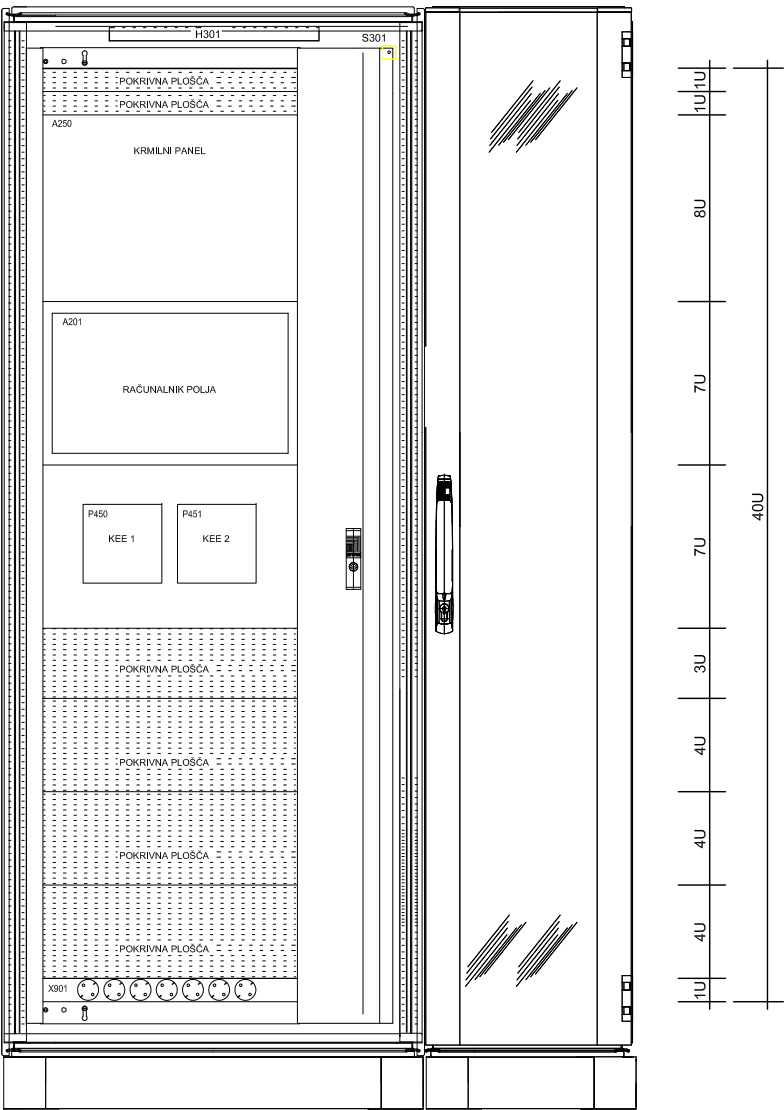 H301
S301
POKRIVNA PLOŠČA
POKRIVNA PLOŠČA
A250
KRMILNI PANEL
A201
RAČUNALNIK POLJA
P450
KEE 1
P451
KEE 2
POKRIVNA PLOŠČA
POKRIVNA PLOŠČA
POKRIVNA PLOŠČA
POKRIVNA PLOŠČA
X901
1U
1U
8U
7U
7U
3U
4U
4U
4U
1U
40U